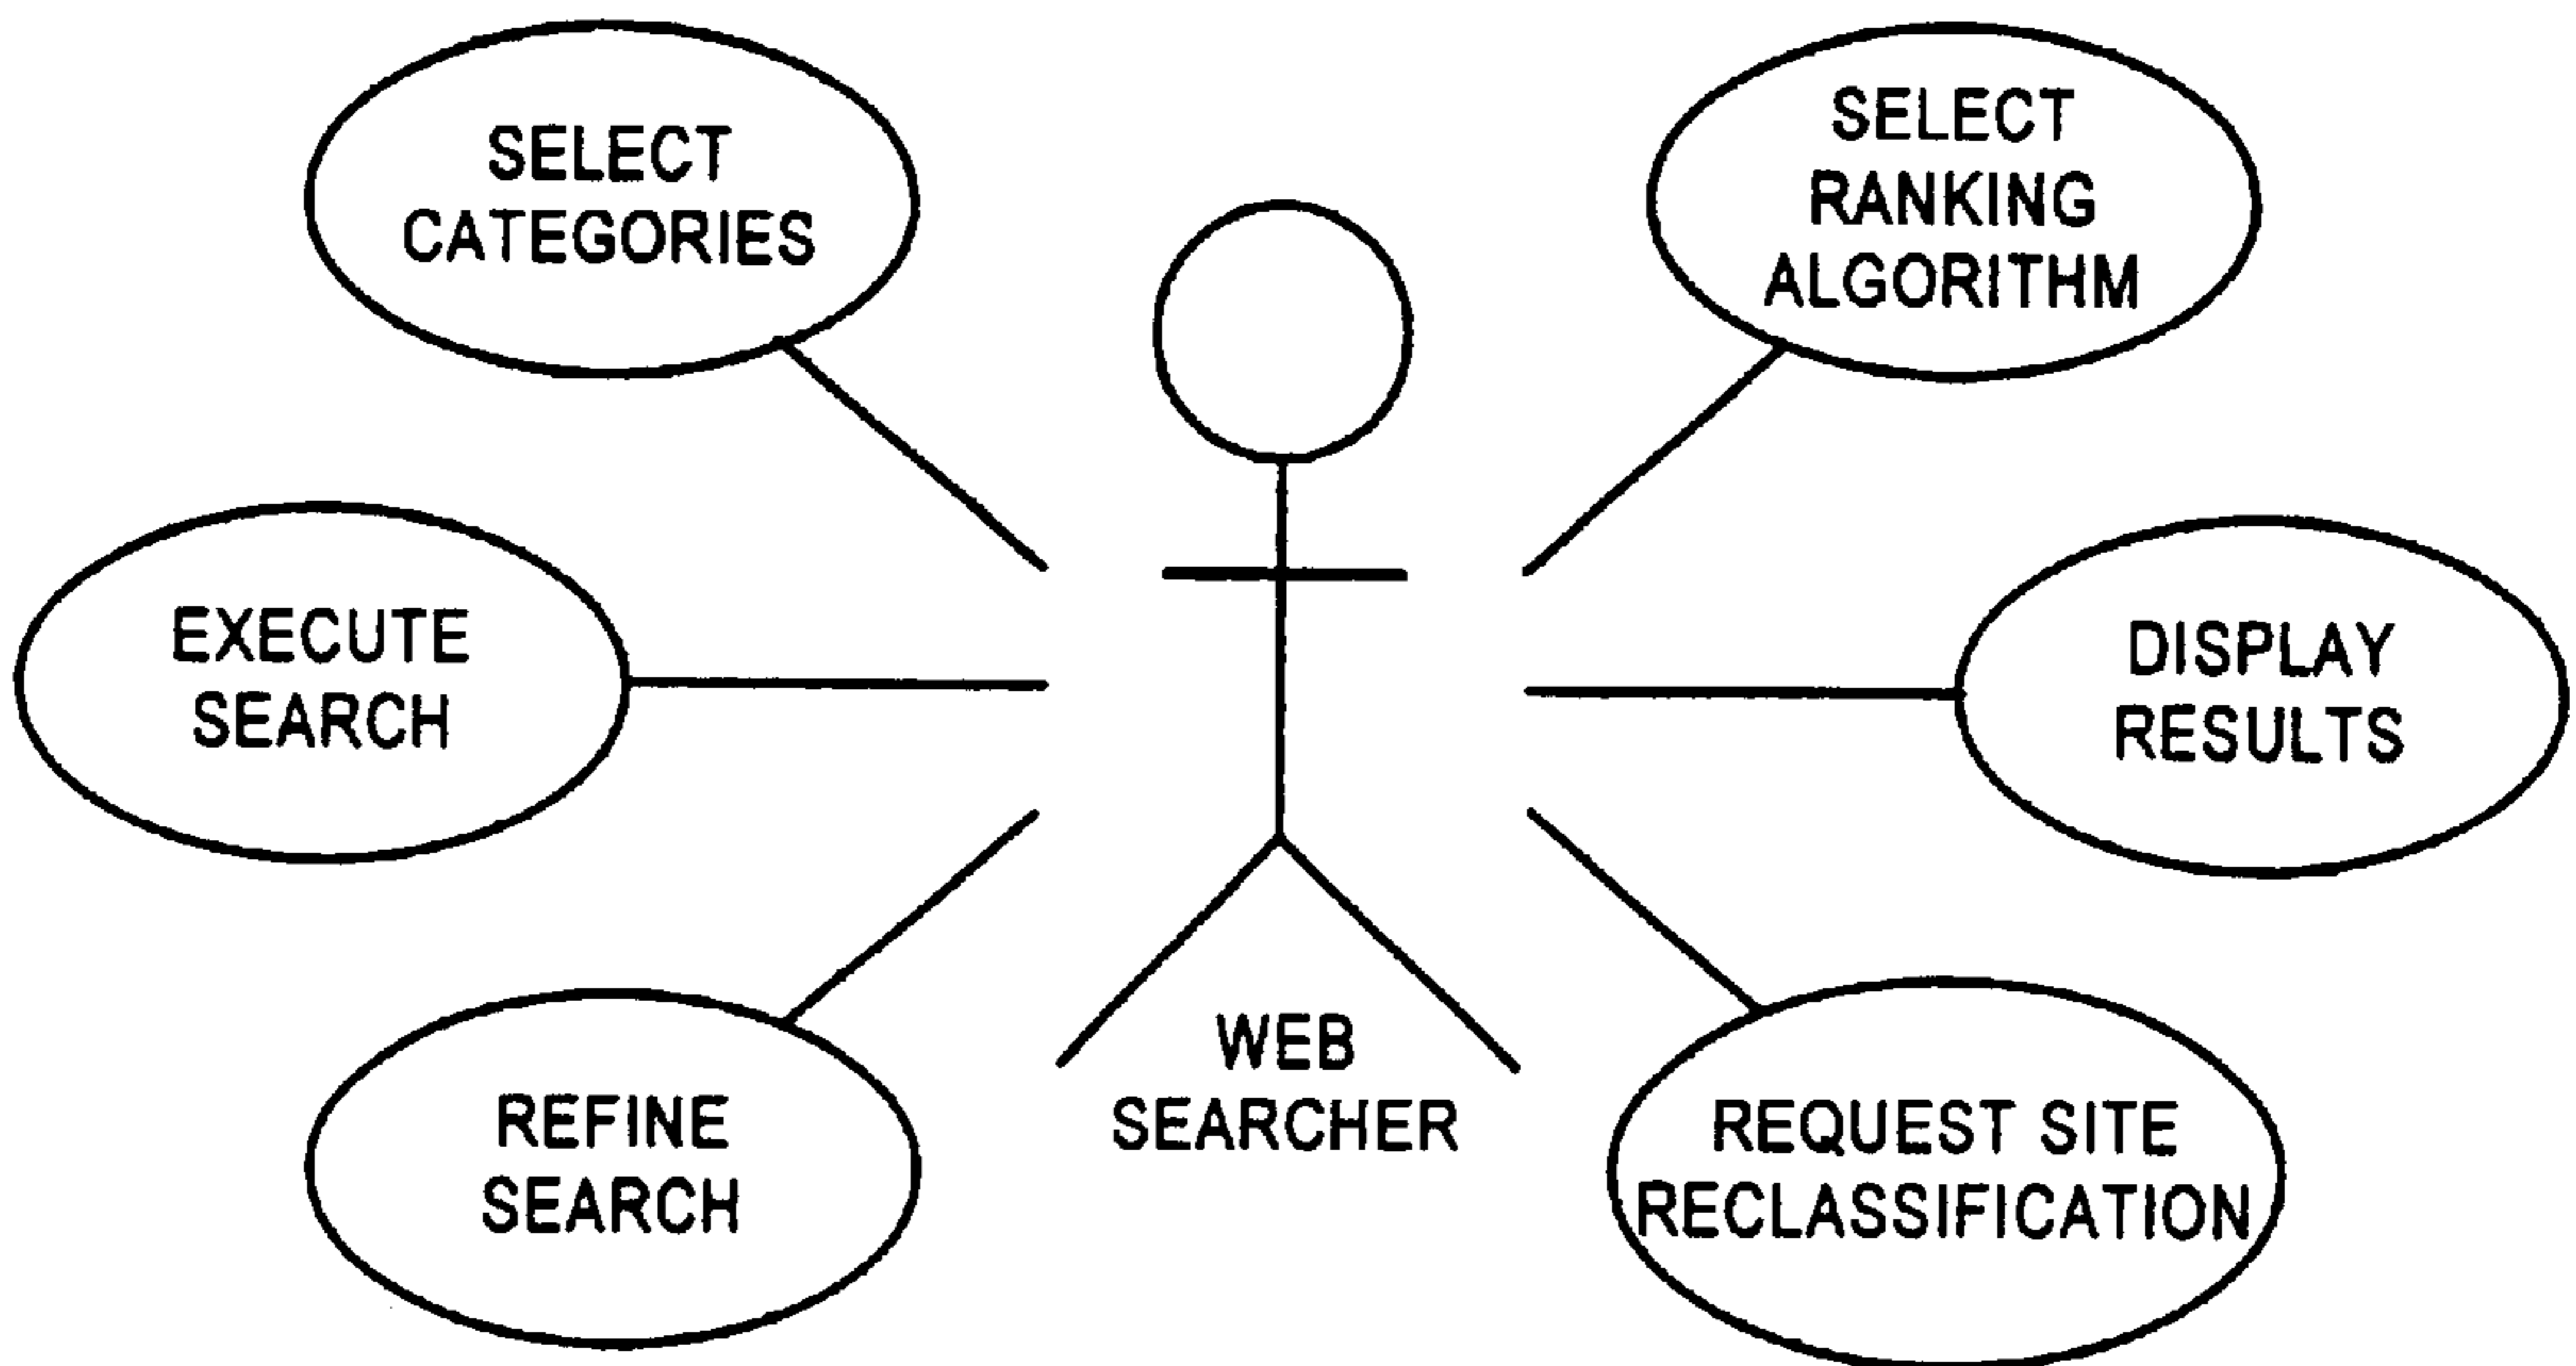 SELECT
CATEGORIES
SELECT
RANKING
ALGORITHM
EXECUTE
SEARCH
DISPLAY
RESULTS
REFINE
SEARCH
WEB
SEARCHER
REQUEST SITE
RECLASSIFICATION